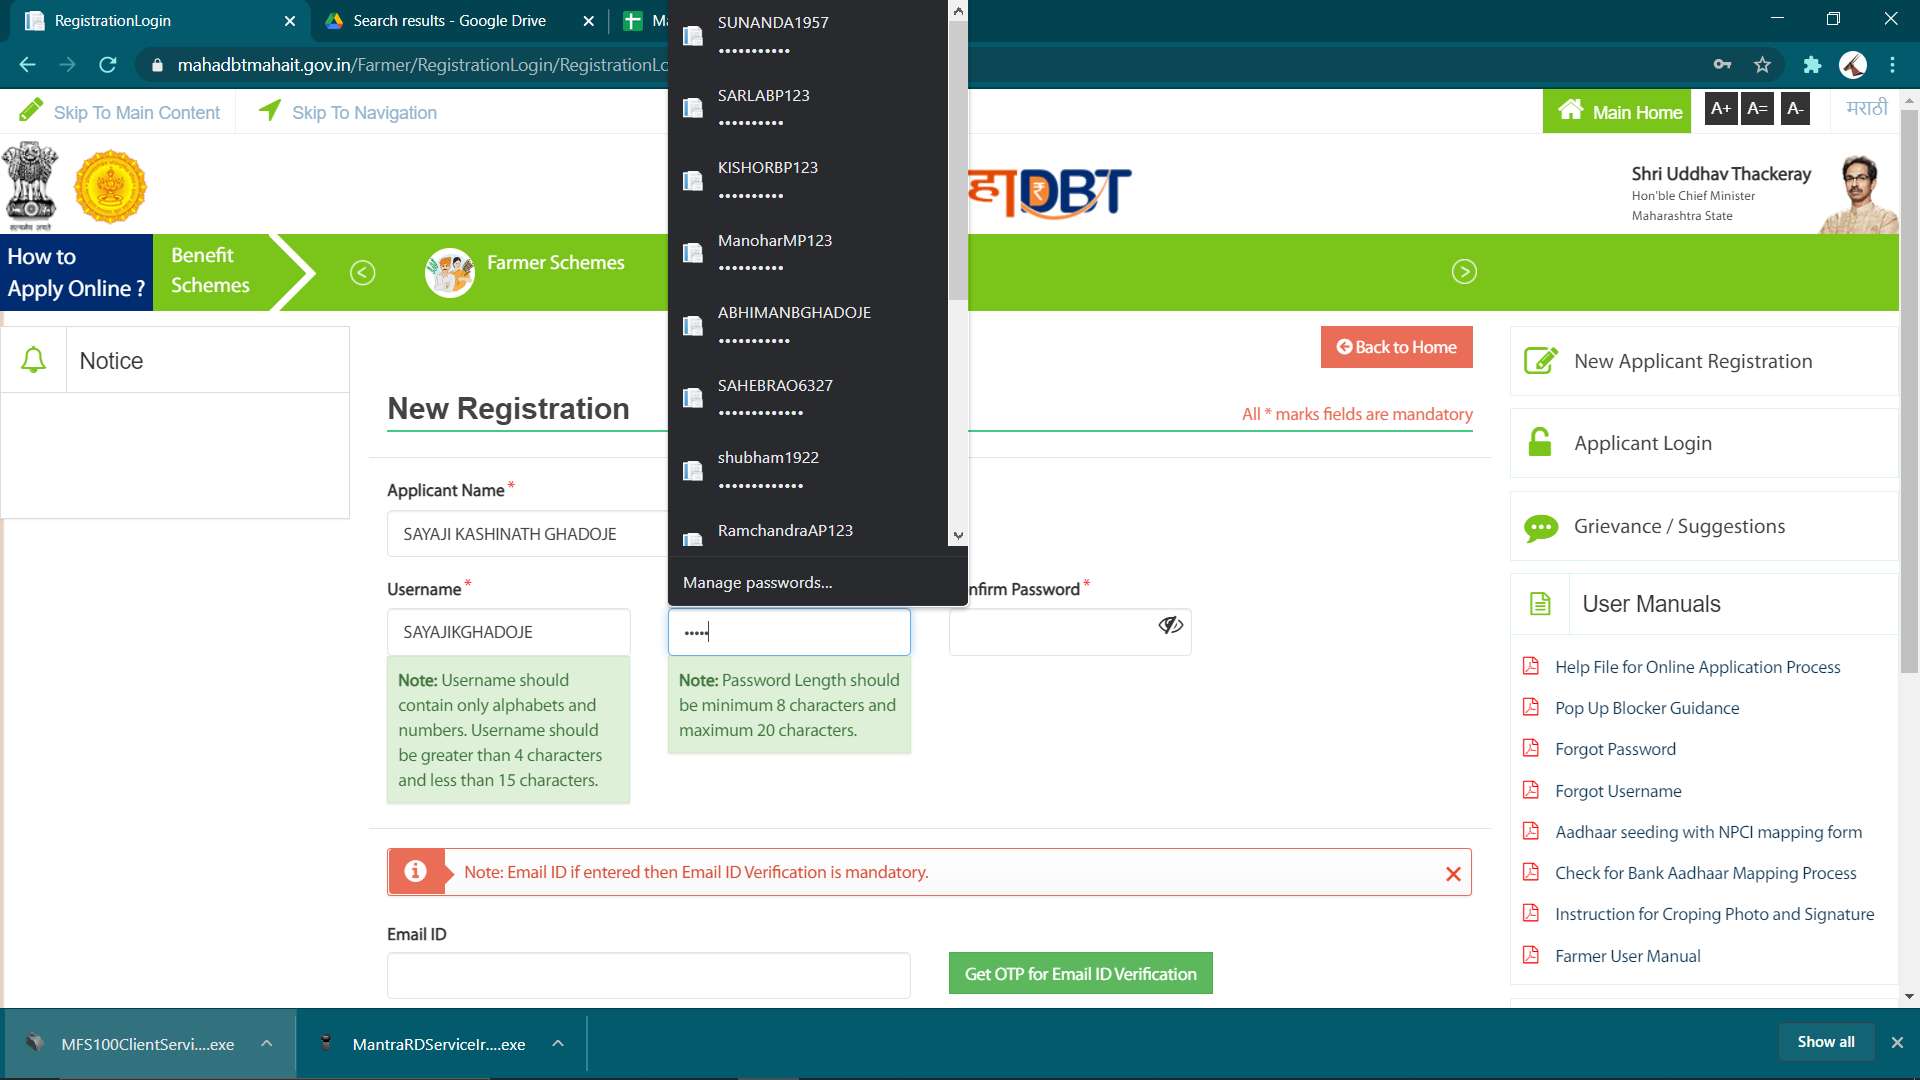 RegistrationLogin
Search results - Google Drive
mahadbtmahait.gov.in/Farmer/RegistrationLogin/RegistrationLo
SUNANDA1957
•••••••••••
SARLABP123
••••••••••
KISHORBP123
••••••••••
ManoharMP123
••••••••••
ABHIMANBGHADOJE
•••••••••••
SAHEBRAO6327
•••••••••••••
shubham1922
•••••••••••••
RamchandraAP123
Manage passwords...
Skip To Main Content
Skip To Navigation
Main Home
A+ A= A-
मराठी
सत्यमेव जयते
हाDBT
Shri Uddhav Thackeray
Hon'ble Chief Minister
Maharashtra State
How to
Apply Online ?
Benefit
Schemes
Farmer Schemes
Notice
Back to Home
New Registration
All * marks fields are mandatory
Applicant Name *
SAYAJI KASHINATH GHADOJE
Username *
nfirm Password *
SAYAJIKGHADOJE
•••••
Note: Username should
contain only alphabets and
numbers. Username should
be greater than 4 characters
and less than 15 characters.
Note: Password Length should
be minimum 8 characters and
maximum 20 characters.
Note: Email ID if entered then Email ID Verification is mandatory.
Email ID
Get OTP for Email ID Verification
New Applicant Registration
Applicant Login
Grievance / Suggestions
User Manuals
Help File for Online Application Process
Pop Up Blocker Guidance
Forgot Password
Forgot Username
Aadhaar seeding with NPCI mapping form
Check for Bank Aadhaar Mapping Process
Instruction for Croping Photo and Signature
Farmer User Manual
MFS100ClientServi....exe
MantraRDServiceIr....exe
Show all